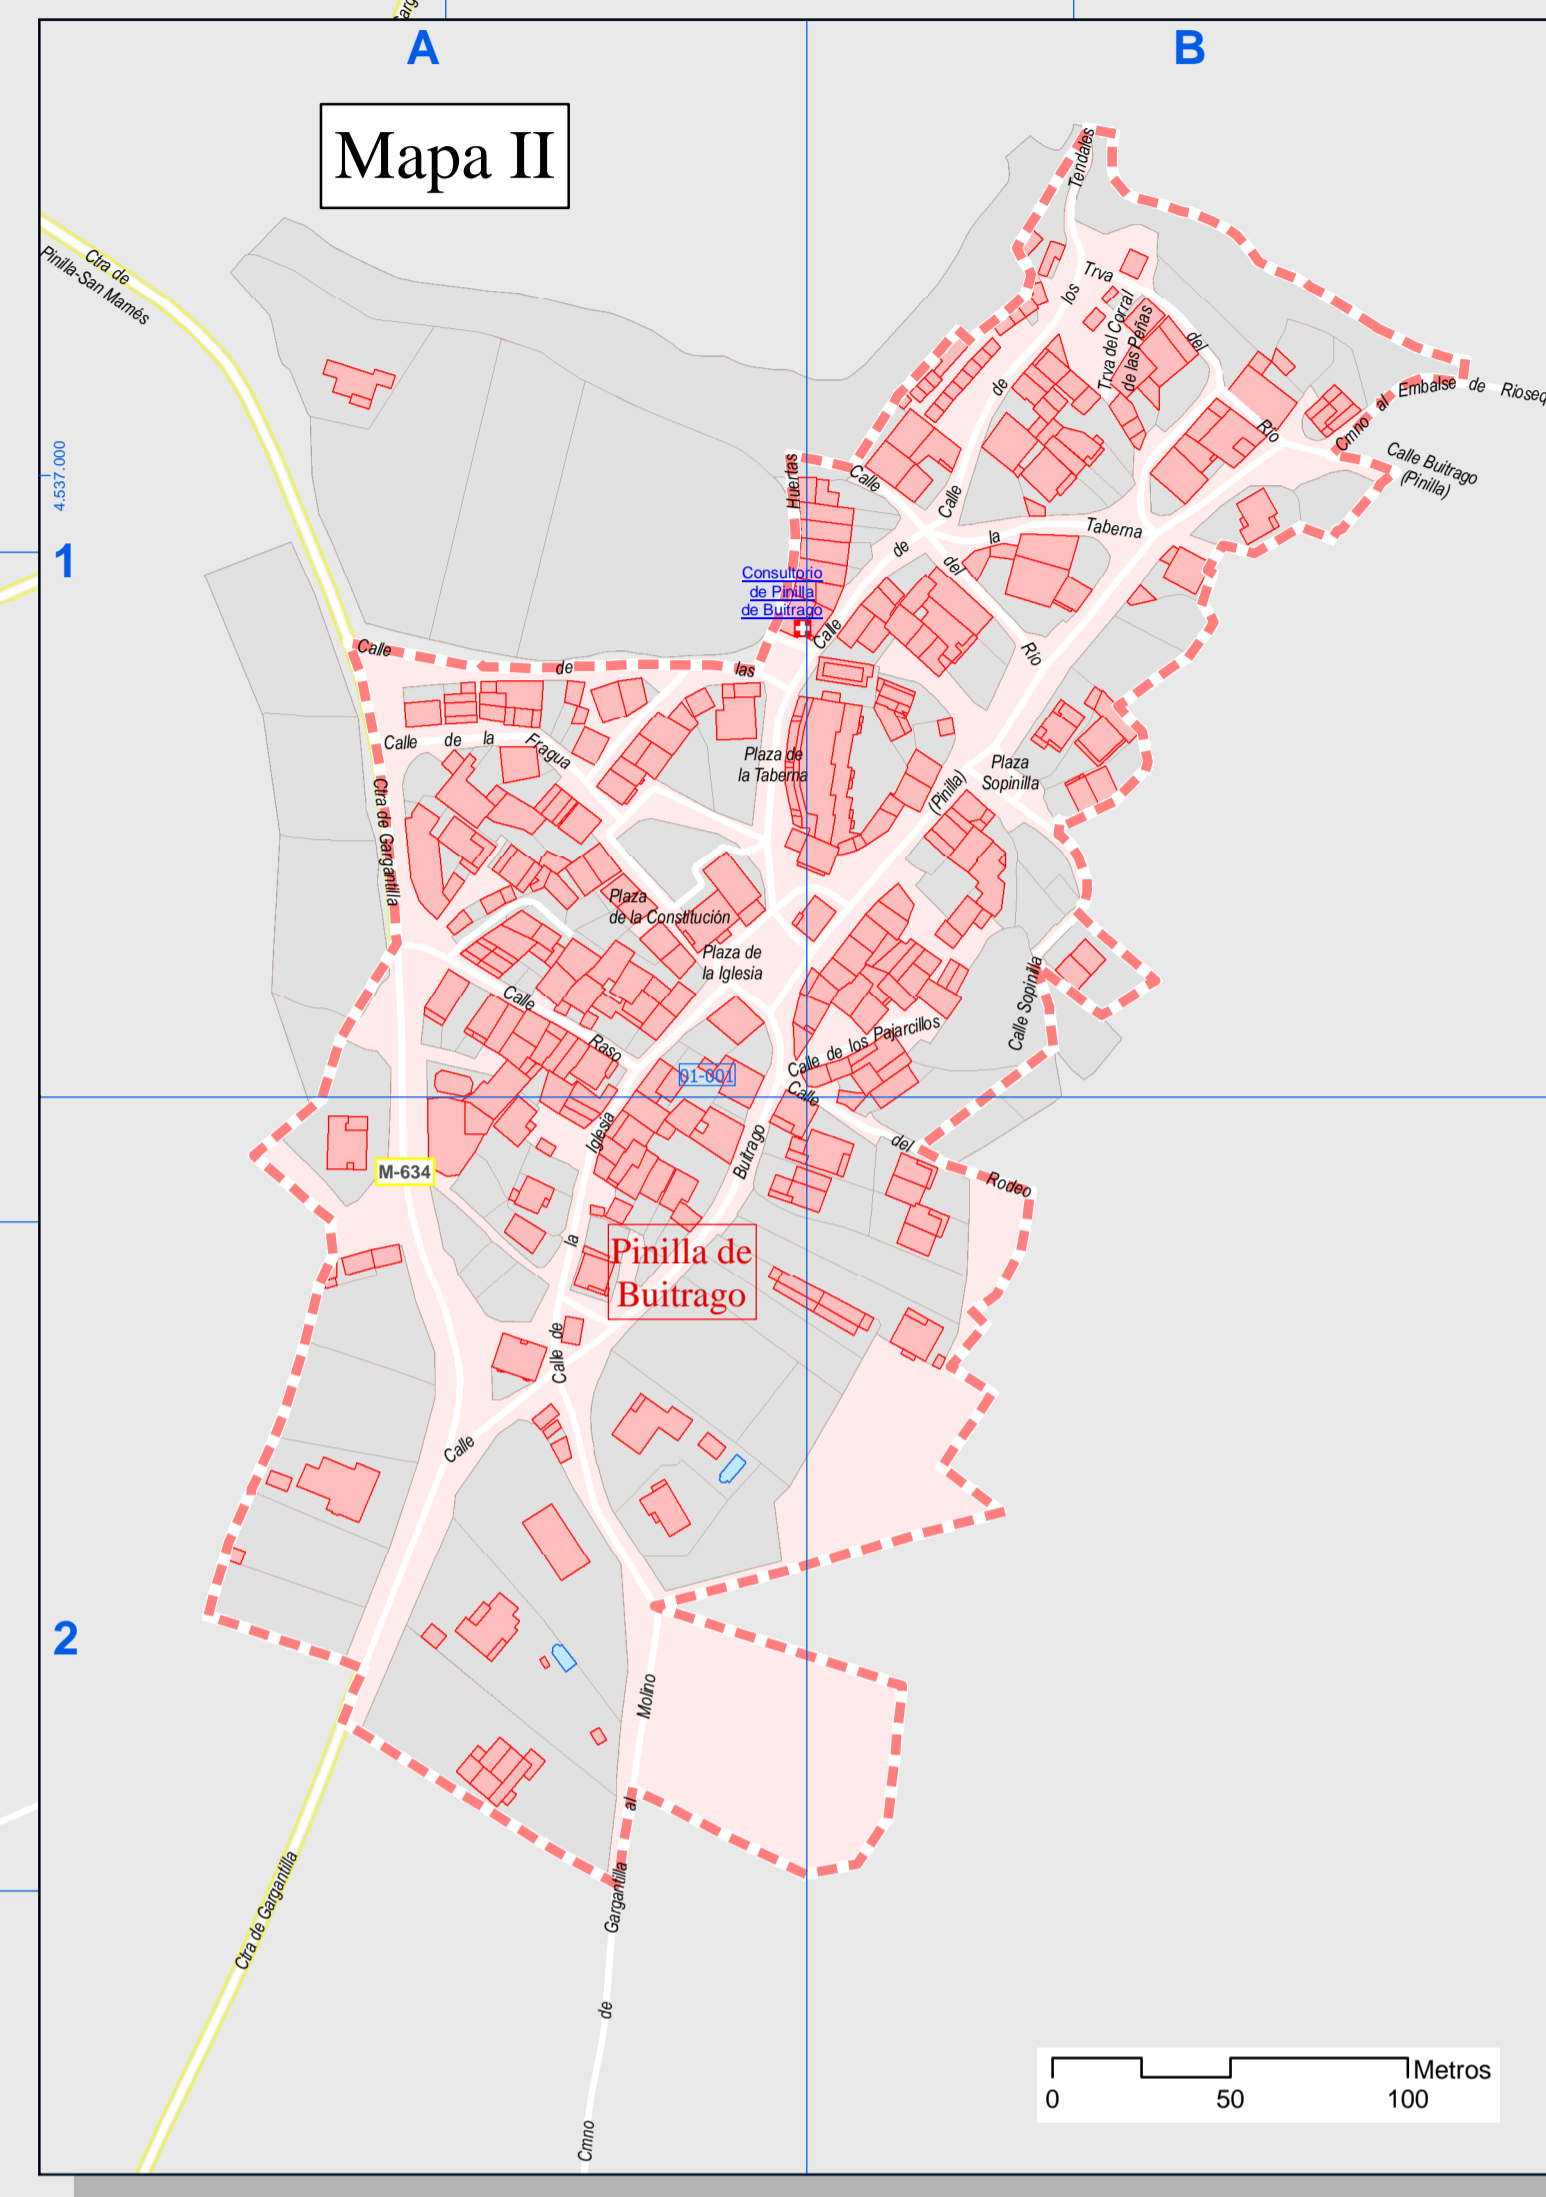 Garg
A
B
Mapa II
Tendales
Ctra de
Pinilla-San Mamés
Trva
los
Trva del Corral
de las Peñas
del
de
Embalse de Rioseq
al
Cmno
Río
Calle Buitrago
(Pinilla)
4.537.000
Huertas
Calle
Calle
Taberna
la
de
del
1
Consultorio
de Pinilla
de Buitrago
Calle
Río
Calle
de
las
Calle de la
Fragua
Plaza de
la Taberna
Plaza
Sopinilla
(Pinilla)
Ctra de Gargantilla
Plaza
de la Constitución
Plaza de
la Iglesia
Calle
Raso
Calle Sopinilla
Calle de los Pajarcillos
01-001
Calle
del
Rodeo
Iglesia
Buitrago
M-634
la
Pinilla de
Buitrago
Calle de
Calle
2
Molino
al
Gargantilla
Ctra de Gargantilla
de
Cmno
Metros
0
50
100